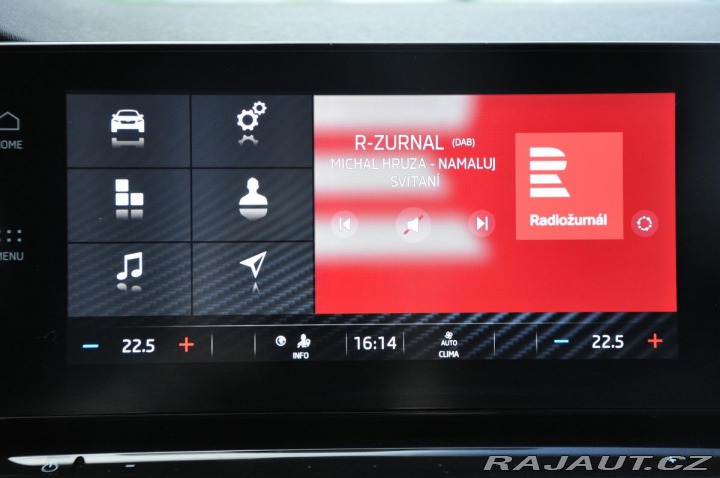 HOME
MENU
R-ZURNAL (DAB)
MICHAL HRUZA - NAMALUJ
SVÍTÁNÍ
Radiožurnál
22.5
INFO
16:14
AUTO
CLIMA
22.5
RAJAUT.CZ